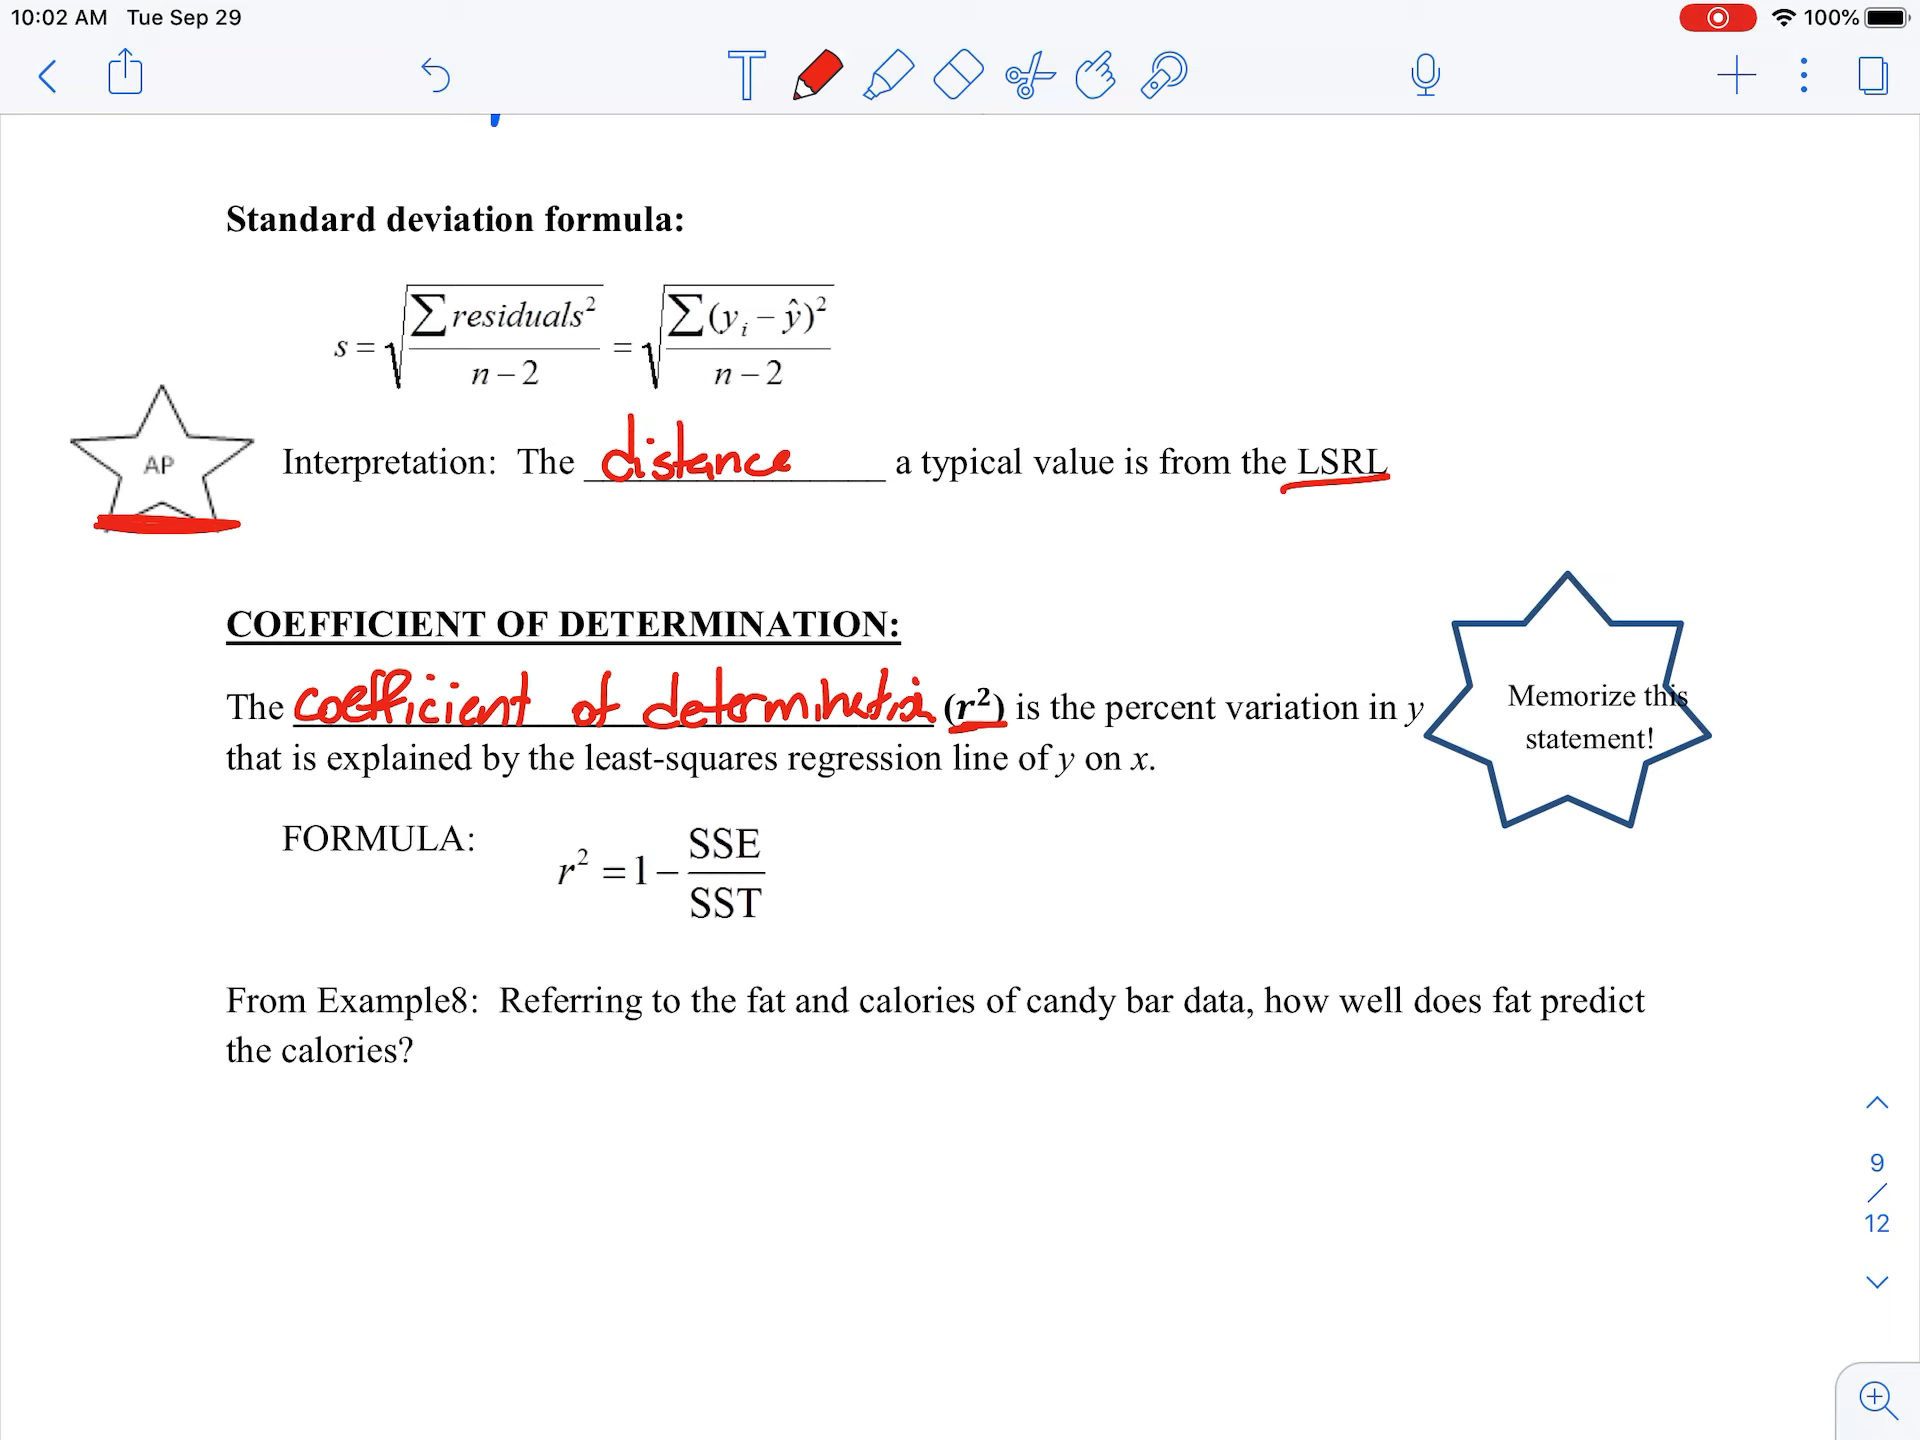 10:02 AM Tue Sep 29 100%
Standard deviation formula:
s = √(∑residuals² / (n − 2)) = √(∑(yᵢ − ŷ)² / (n − 2))
AP
Interpretation: The distance a typical value is from the LSRL
COEFFICIENT OF DETERMINATION:
The coefficient of determination (r²) is the percent variation in y
that is explained by the least-squares regression line of y on x.
Memorize this
statement!
FORMULA: r² = 1 − SSE / SST
From Example8: Referring to the fat and calories of candy bar data, how well does fat predict
the calories?
9
/
12